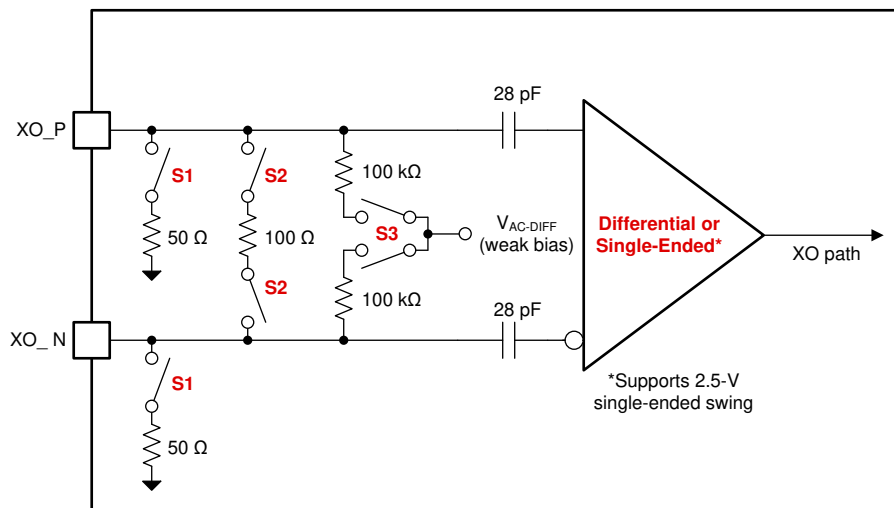 28 pF
XO_P
S1
S2
100 kΩ
50 Ω
100 Ω
S3
V_AC-DIFF
(weak bias)
Differential or
Single-Ended*
XO path
S2
100 kΩ
28 pF
XO_ N
S1
50 Ω
*Supports 2.5-V
single-ended swing